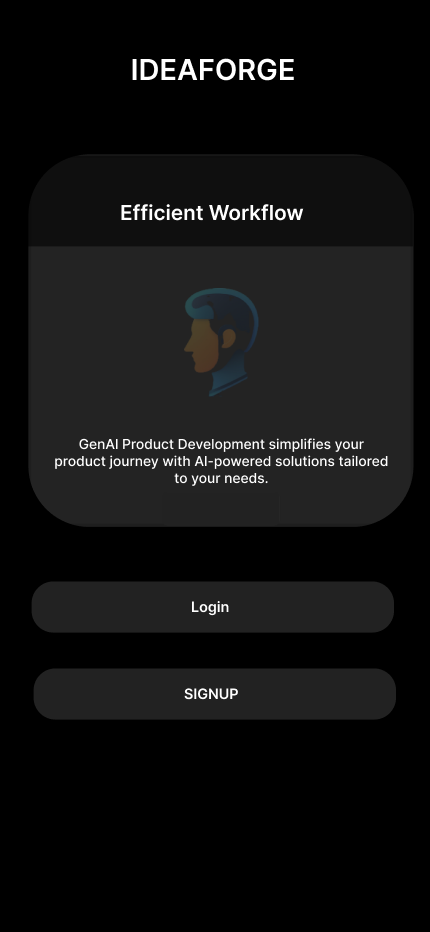 IDEAFORGE
Efficient Workflow
GenAI Product Development simplifies your
product journey with AI-powered solutions tailored
to your needs.
Login
SIGNUP